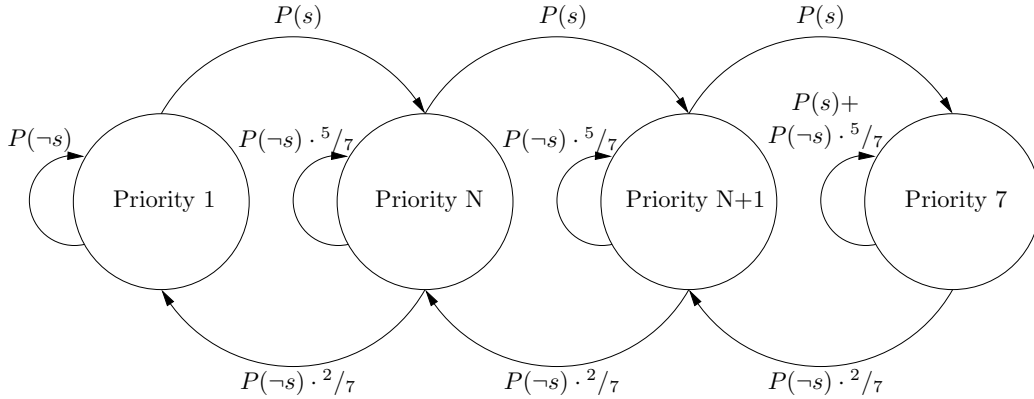 P(s) P(s) P(s)
P(s)+
P(¬s) P(¬s) · 5/7 P(¬s) · 5/7 P(¬s) · 5/7
Priority 1 Priority N Priority N+1 Priority 7
P(¬s) · 2/7 P(¬s) · 2/7 P(¬s) · 2/7